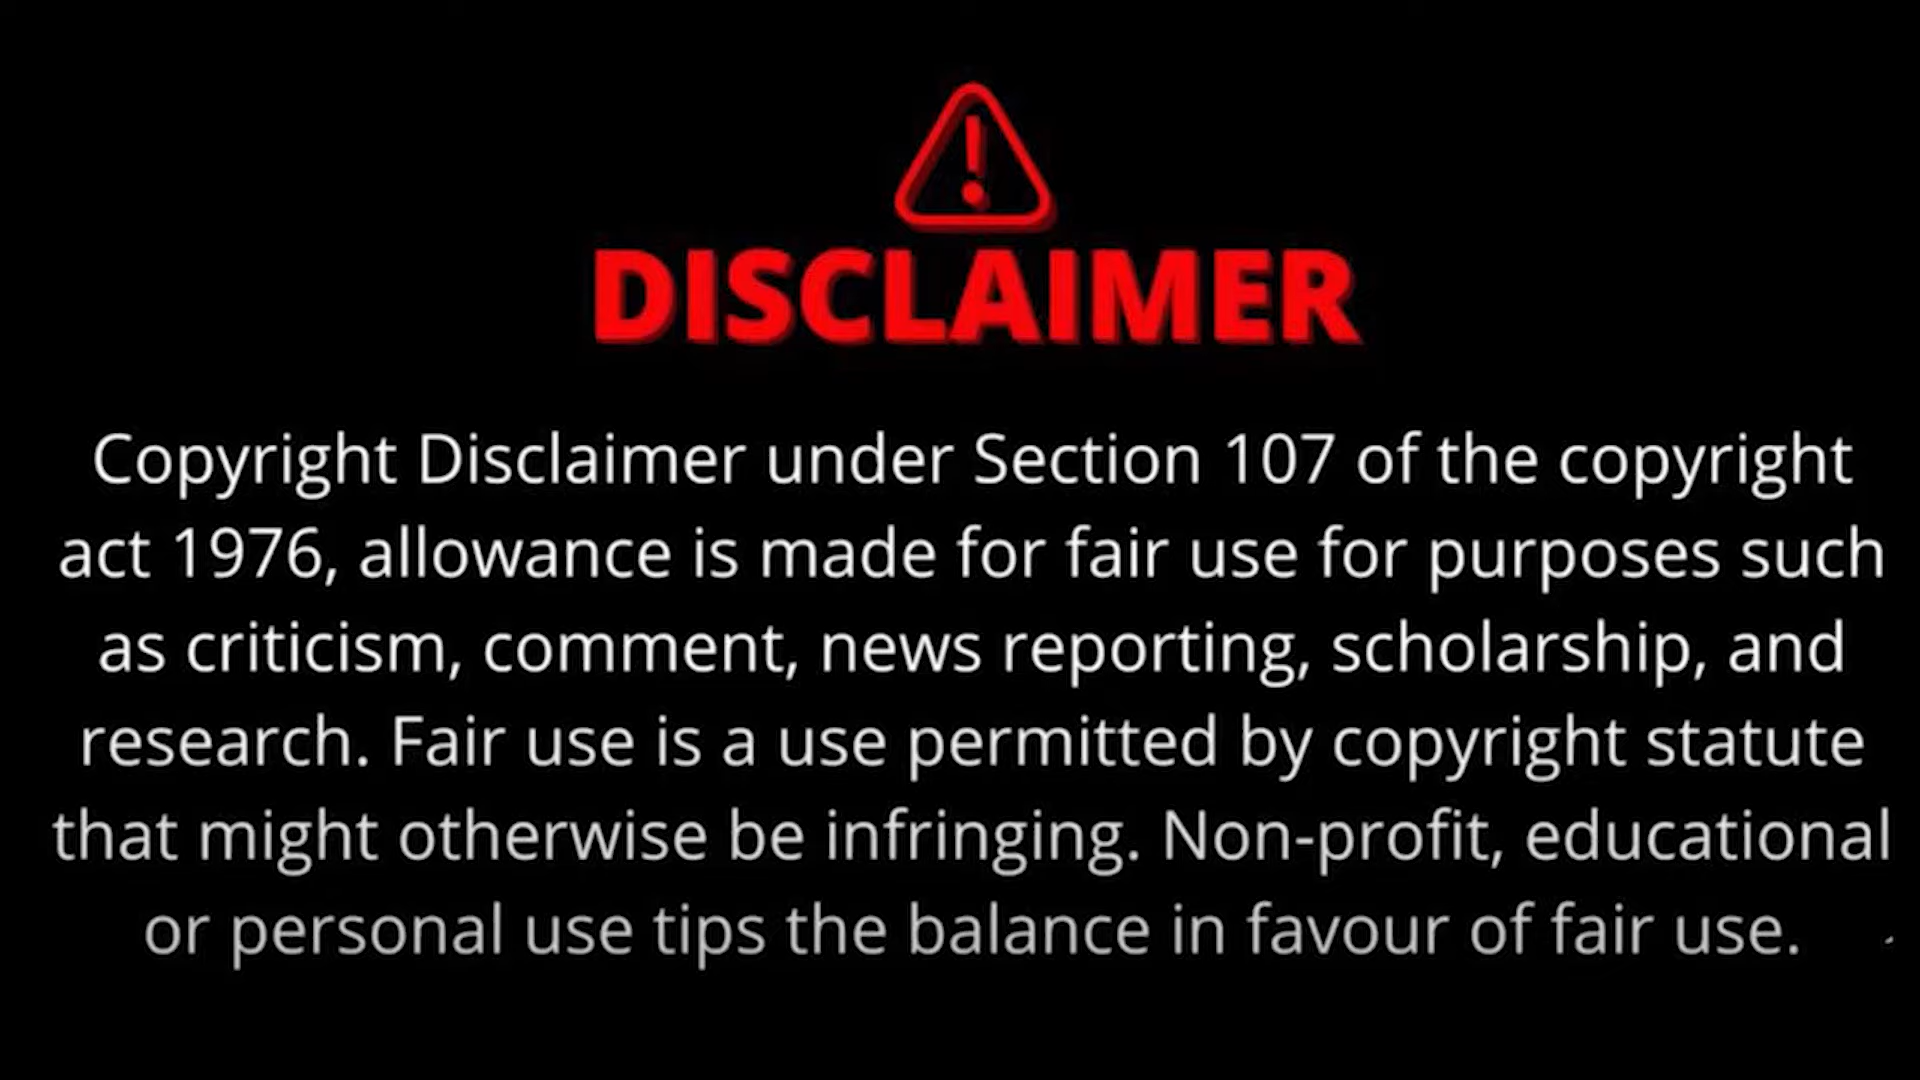 DISCLAIMER
Copyright Disclaimer under Section 107 of the copyright
act 1976, allowance is made for fair use for purposes such
as criticism, comment, news reporting, scholarship, and
research. Fair use is a use permitted by copyright statute
that might otherwise be infringing. Non-profit, educational
or personal use tips the balance in favour of fair use.